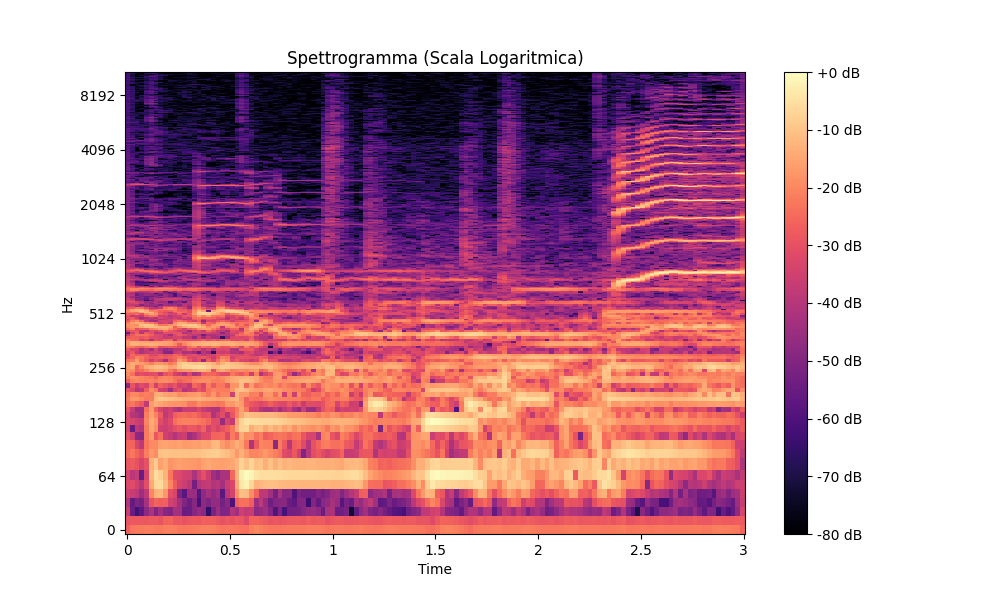 Spettrogramma (Scala Logaritmica)
Hz
8192
4096
2048
1024
512
256
128
64
0
0 0.5 1 1.5 2 2.5 3
Time
+0 dB
-10 dB
-20 dB
-30 dB
-40 dB
-50 dB
-60 dB
-70 dB
-80 dB